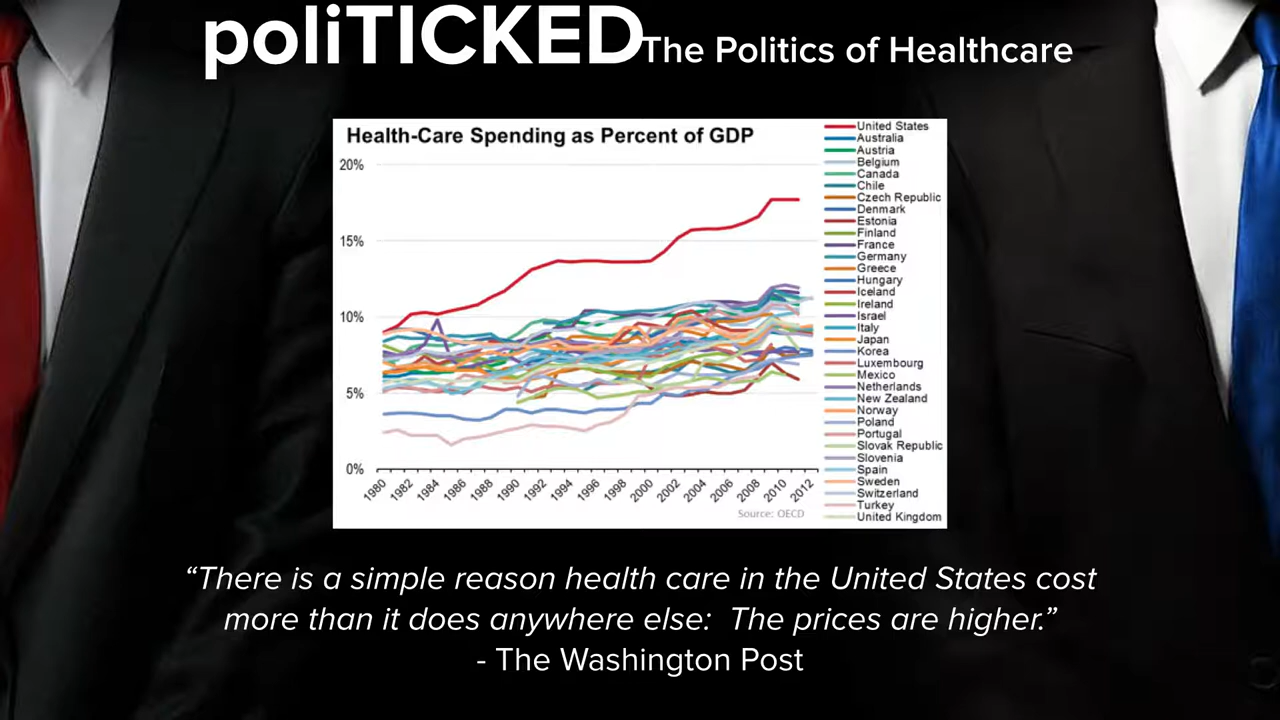 poliTICKED The Politics of Healthcare
Health-Care Spending as Percent of GDP
20%
15%
10%
5%
0%
1980 1982 1984 1986 1988 1990 1992 1994 1996 1998 2000 2002 2004 2006 2008 2010 2012
Source: OECD
United States
Australia
Austria
Belgium
Canada
Chile
Czech Republic
Denmark
Estonia
Finland
France
Germany
Greece
Hungary
Iceland
Ireland
Israel
Italy
Japan
Korea
Luxembourg
Mexico
Netherlands
New Zealand
Norway
Poland
Portugal
Slovak Republic
Slovenia
Spain
Sweden
Switzerland
Turkey
United Kingdom
“There is a simple reason health care in the United States cost
more than it does anywhere else: The prices are higher.”
- The Washington Post